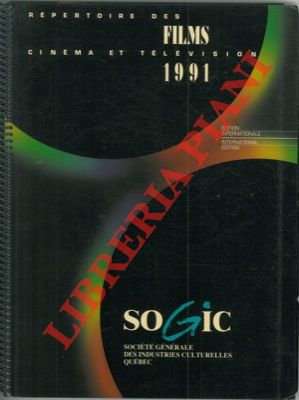 RÉPERTOIRE DES
FILMS
CINÉMA ET TÉLÉVISION
1991
ÉDITION
INTERNATIONALE
INTERNATIONAL
EDITION
LIBRERIA PIANI
SOGIC
SOCIÉTÉ GÉNÉRALE
DES INDUSTRIES CULTURELLES
QUÉBEC